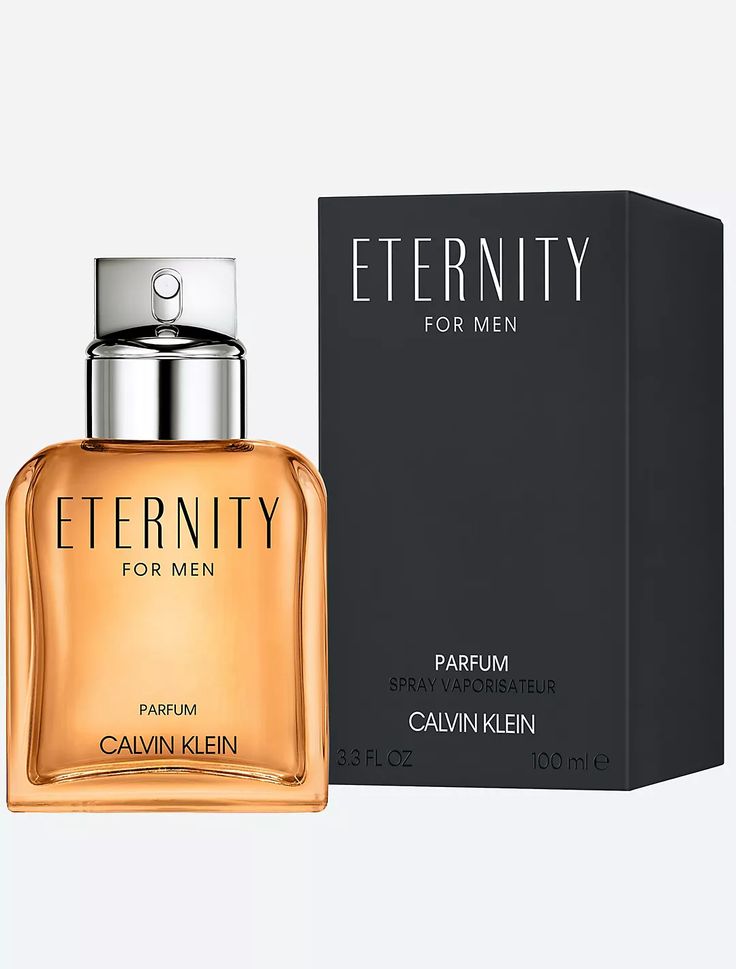 ETERNITY
FOR MEN
PARFUM
CALVIN KLEIN
ETERNITY
FOR MEN
PARFUM
SPRAY VAPORISATEUR
CALVIN KLEIN
3.3 FL OZ 100 ml e